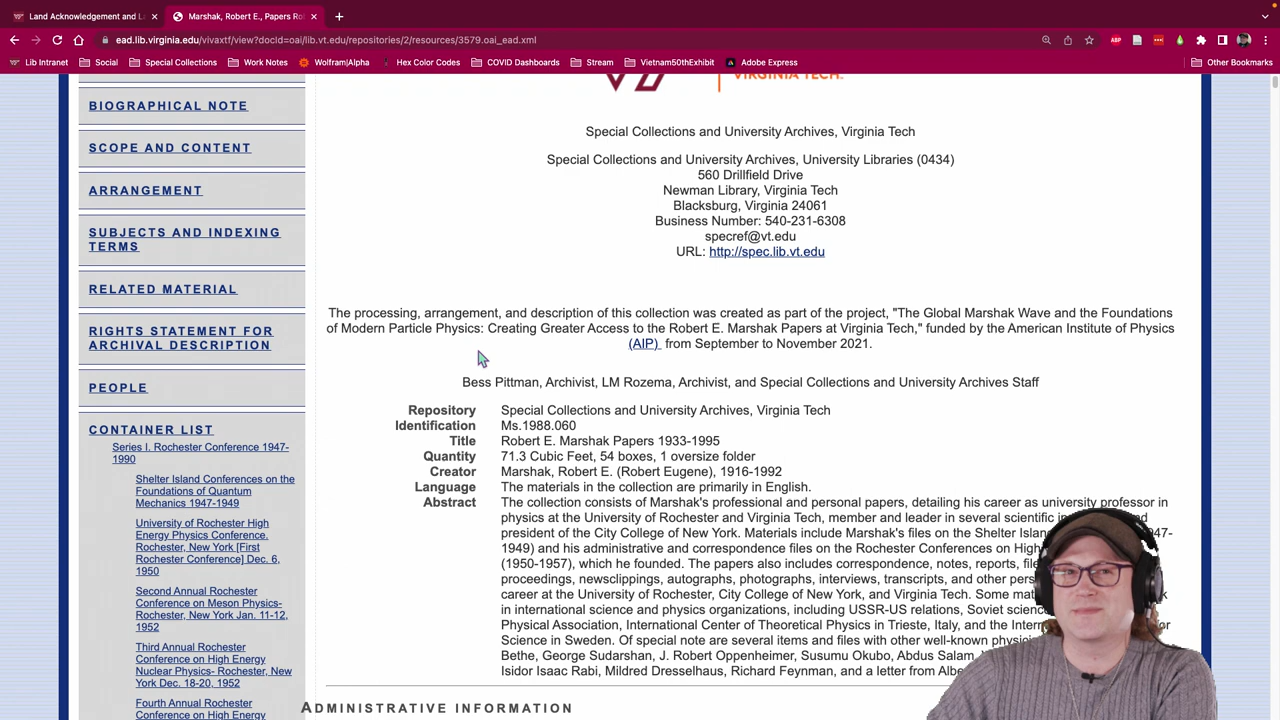 Land Acknowledgement and La
Marshak, Robert E., Papers Ro
ead.lib.virginia.edu/vivaxtf/view?docId=oai/lib.vt.edu/repositories/2/resources/3579.oai_ead.xml
Lib Intranet
Social
Special Collections
Work Notes
Wolfram|Alpha
Hex Color Codes
COVID Dashboards
Stream
Vietnam50thExhibit
Adobe Express
Other Bookmarks
ABP
BIOGRAPHICAL NOTE
SCOPE AND CONTENT
ARRANGEMENT
SUBJECTS AND INDEXING
TERMS
RELATED MATERIAL
RIGHTS STATEMENT FOR
ARCHIVAL DESCRIPTION
PEOPLE
CONTAINER LIST
Series I. Rochester Conference 1947-
1990
Shelter Island Conferences on the
Foundations of Quantum
Mechanics 1947-1949
University of Rochester High
Energy Physics Conference.
Rochester, New York [First
Rochester Conference] Dec. 6,
1950
Second Annual Rochester
Conference on Meson Physics-
Rochester, New York Jan. 11-12,
1952
Third Annual Rochester
Conference on High Energy
Nuclear Physics- Rochester, New
York Dec. 18-20, 1952
Fourth Annual Rochester
Conference on High Energy
VIRGINIA TECH.
Special Collections and University Archives, Virginia Tech
Special Collections and University Archives, University Libraries (0434)
560 Drillfield Drive
Newman Library, Virginia Tech
Blacksburg, Virginia 24061
Business Number: 540-231-6308
specref@vt.edu
URL: http://spec.lib.vt.edu
The processing, arrangement, and description of this collection was created as part of the project, "The Global Marshak Wave and the Foundations
of Modern Particle Physics: Creating Greater Access to the Robert E. Marshak Papers at Virginia Tech," funded by the American Institute of Physics
(AIP) from September to November 2021.
Bess Pittman, Archivist, LM Rozema, Archivist, and Special Collections and University Archives Staff
Repository Special Collections and University Archives, Virginia Tech
Identification Ms.1988.060
Title Robert E. Marshak Papers 1933-1995
Quantity 71.3 Cubic Feet, 54 boxes, 1 oversize folder
Creator Marshak, Robert E. (Robert Eugene), 1916-1992
Language The materials in the collection are primarily in English.
Abstract The collection consists of Marshak's professional and personal papers, detailing his career as university professor in
physics at the University of Rochester and Virginia Tech, member and leader in several scientific
president of the City College of New York. Materials include Marshak's files on the Shelter 1947-
1949) and his administrative and correspondence files on the Rochester Conferences on High
(1950-1957), which he founded. The papers also includes correspondence, notes, reports,
proceedings, newsclippings, autographs, photographs, interviews, transcripts, and other
career at the University of Rochester, City College of New York, and Virginia Tech. Some
in international science and physics organizations, including USSR-US relations, Soviet
Physical Association, International Center of Theoretical Physics in Trieste, Italy, and the for
Science in Sweden. Of special note are several items and files with other well-known
Bethe, George Sudarshan, J. Robert Oppenheimer, Susumu Okubo, Abdus Salam,
Isidor Isaac Rabi, Mildred Dresselhaus, Richard Feynman, and a letter from
ADMINISTRATIVE INFORMATION